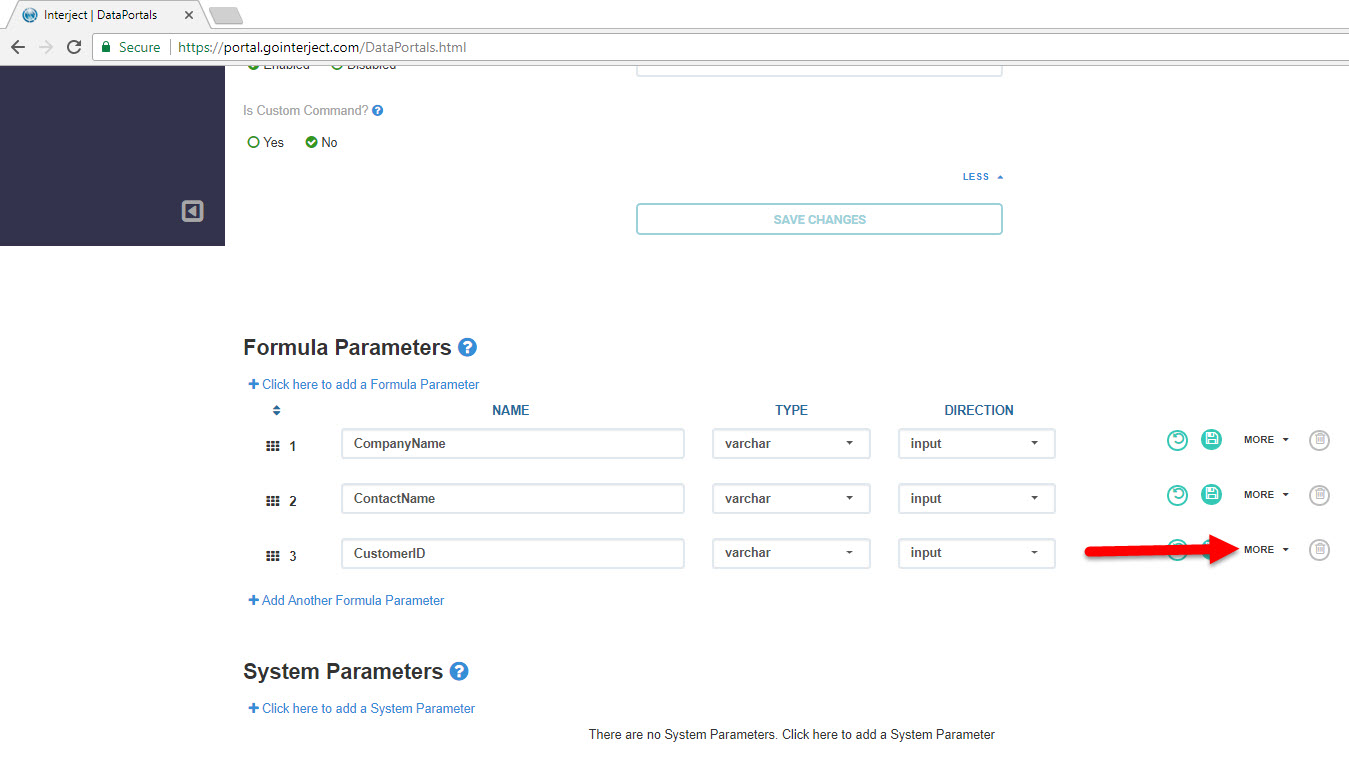 Interject | DataPortals
Secure https://portal.gointerject.com/DataPortals.html
Enabled Disabled
Is Custom Command?
Yes No
LESS
SAVE CHANGES
Formula Parameters
Click here to add a Formula Parameter
NAME TYPE DIRECTION
1 CompanyName varchar input MORE
2 ContactName varchar input MORE
3 CustomerID varchar input MORE
Add Another Formula Parameter
System Parameters
Click here to add a System Parameter
There are no System Parameters. Click here to add a System Parameter